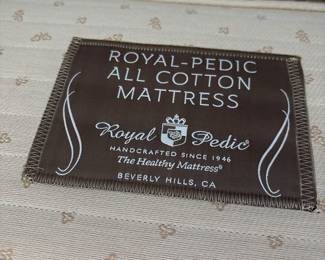 ROYAL-PEDIC
ALL COTTON
MATTRESS
Royal Pedic®
HANDCRAFTED SINCE 1946
The Healthy Mattress®
BEVERLY HILLS, CA